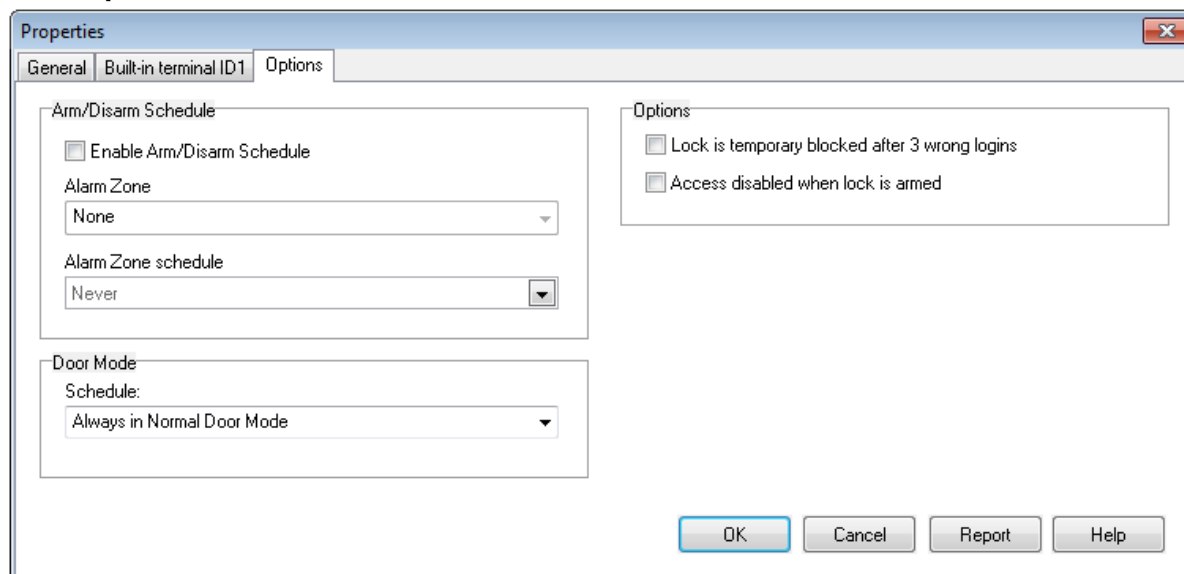 Properties
General
Built-in terminal ID1
Options
Arm/Disarm Schedule
Enable Arm/Disarm Schedule
Alarm Zone
None
Alarm Zone schedule
Never
Door Mode
Schedule:
Always in Normal Door Mode
Options
Lock is temporary blocked after 3 wrong logins
Access disabled when lock is armed
OK
Cancel
Report
Help